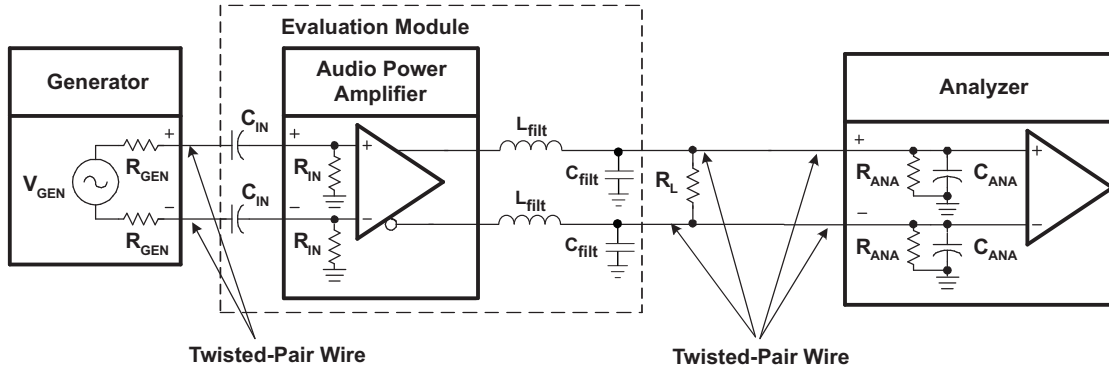 Evaluation Module
Generator
Audio Power
Amplifier
Analyzer
C_IN
L_filt
+
+
+
+
+
R_GEN
R_IN
C_filt
R_L
R_ANA
C_ANA
V_GEN
C_IN
L_filt
−
−
−
−
−
R_GEN
R_IN
C_filt
R_ANA
C_ANA
Twisted-Pair Wire
Twisted-Pair Wire